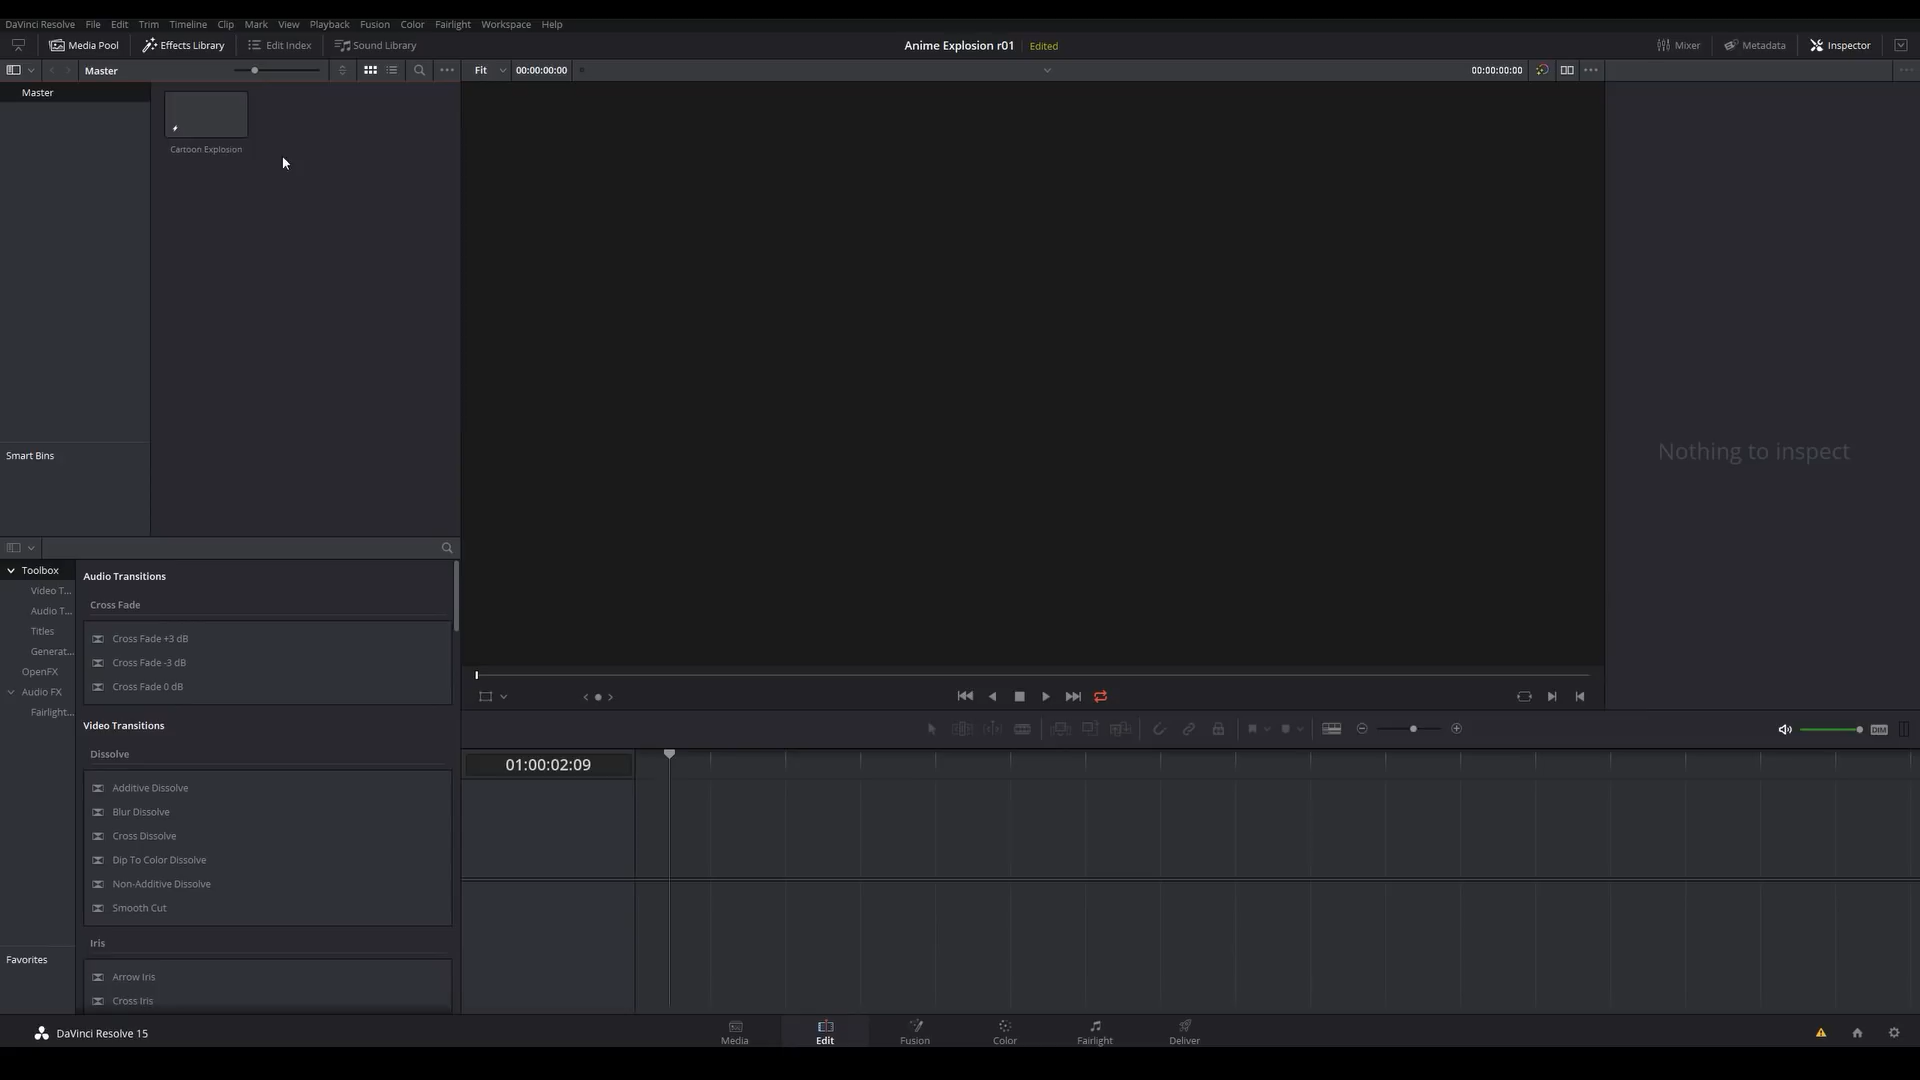 DaVinci Resolve File Edit Trim Timeline Clip Mark View Playback Fusion Color Fairlight Workspace Help
Media Pool Effects Library Edit Index Sound Library Anime Explosion r01 Edited Mixer Metadata Inspector
Master Fit 00:00:00:00 00:00:00:00
Master
Cartoon Explosion
Nothing to inspect
Smart Bins
Toolbox
Video T...
Audio T...
Titles
Generat...
OpenFX
Audio FX
Fairlight...
Favorites
Audio Transitions
Cross Fade
Cross Fade +3 dB
Cross Fade -3 dB
Cross Fade 0 dB
Video Transitions
Dissolve
Additive Dissolve
Blur Dissolve
Cross Dissolve
Dip To Color Dissolve
Non-Additive Dissolve
Smooth Cut
Iris
Arrow Iris
Cross Iris
DIM
01:00:02:09
DaVinci Resolve 15
Media Edit Fusion Color Fairlight Deliver